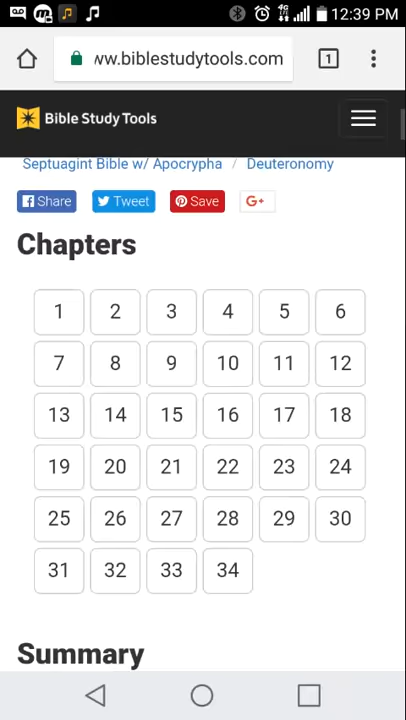 12:39 PM
ww.biblestudytools.com
1
Bible Study Tools
Septuagint Bible w/ Apocrypha / Deuteronomy
Share Tweet Save G+
Chapters
1 2 3 4 5 6
7 8 9 10 11 12
13 14 15 16 17 18
19 20 21 22 23 24
25 26 27 28 29 30
31 32 33 34
Summary